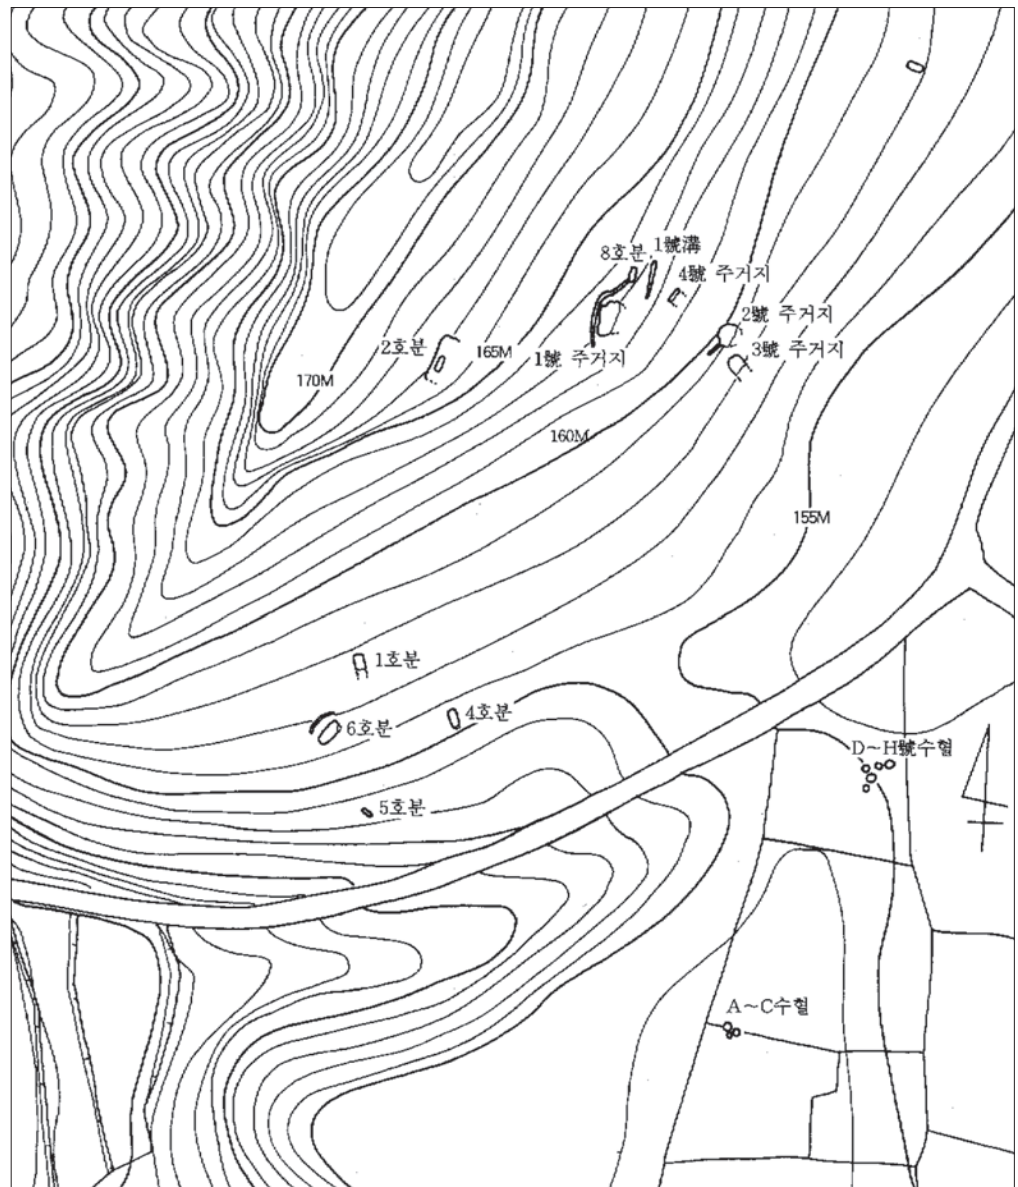 8호분
1號溝
4號 주거지
2號 주거지
3號 주거지
1號 주거지
2호분
165M
170M
160M
155M
1호분
4호분
6호분
5호분
D～H號수혈
A～C수혈